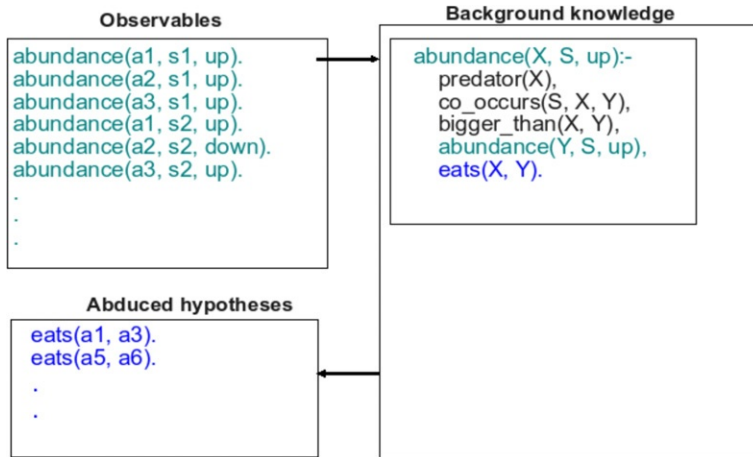 Observables
abundance(a1, s1, up).
abundance(a2, s1, up).
abundance(a3, s1, up).
abundance(a1, s2, up).
abundance(a2, s2, down).
abundance(a3, s2, up).
.
.
.
Background knowledge
abundance(X, S, up):-
predator(X),
co_occurs(S, X, Y),
bigger_than(X, Y),
abundance(Y, S, up),
eats(X, Y).
Abduced hypotheses
eats(a1, a3).
eats(a5, a6).
.
.